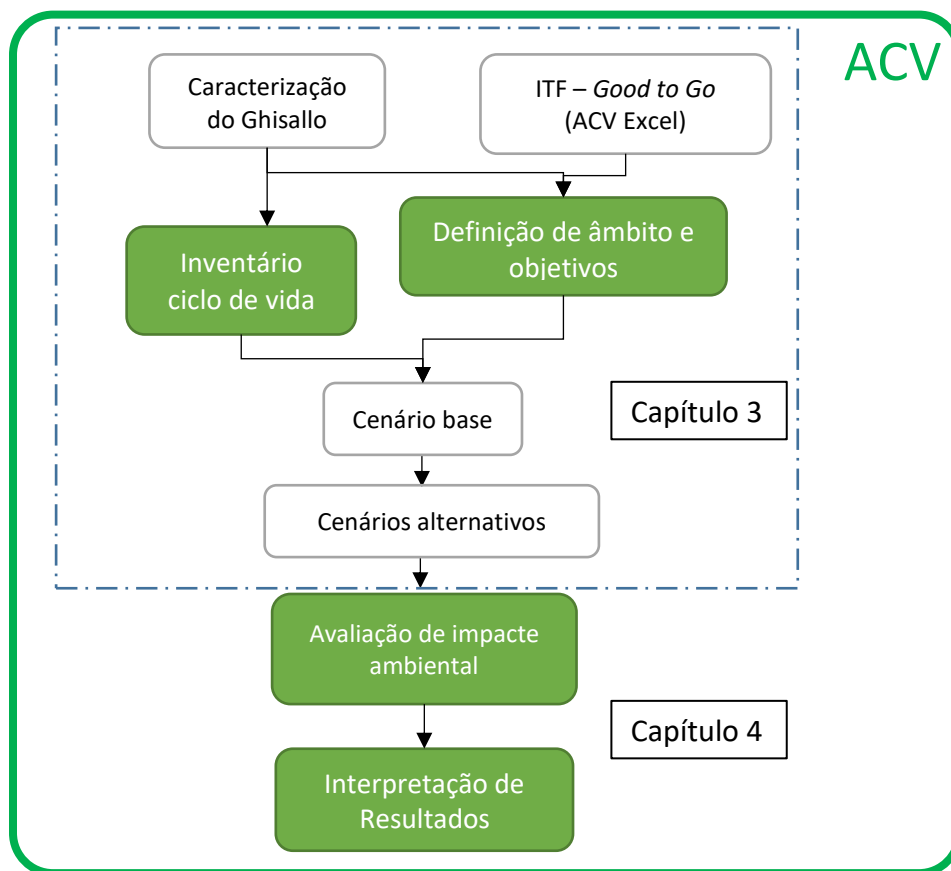 ACV
Caracterização
do Ghisallo
ITF – Good to Go
(ACV Excel)
Inventário
ciclo de vida
Definição de âmbito e
objetivos
Cenário base
Capítulo 3
Cenários alternativos
Avaliação de impacte
ambiental
Capítulo 4
Interpretação de
Resultados